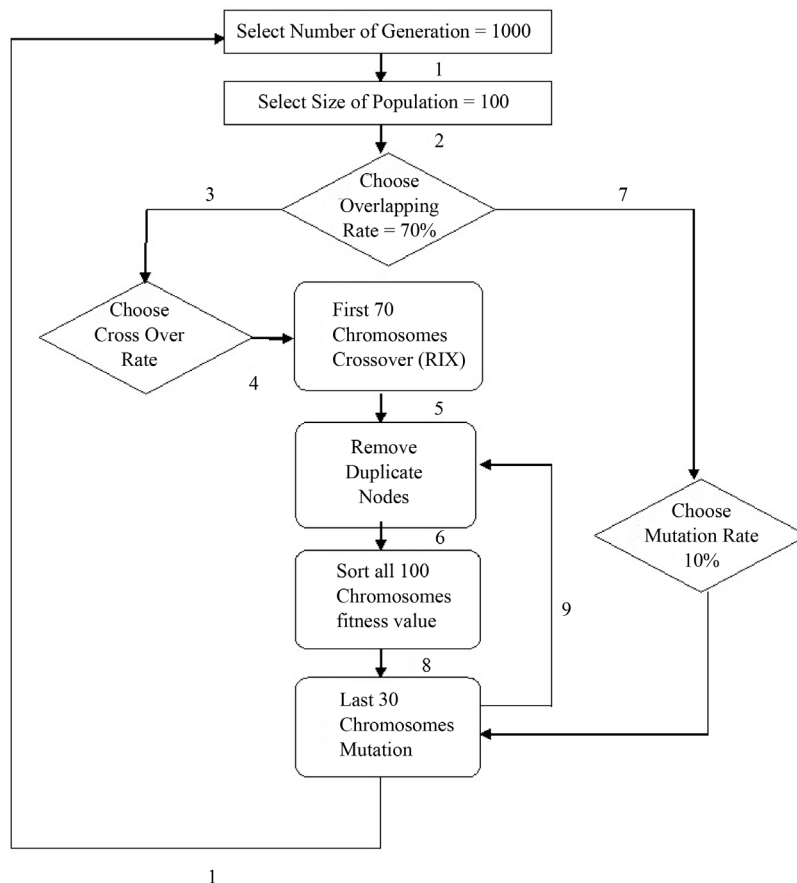 Select Number of Generation = 1000
1
Select Size of Population = 100
2
Choose
Overlapping
Rate = 70%
3
7
Choose
Cross Over
Rate
4
First 70
Chromosomes
Crossover (RIX)
5
Remove
Duplicate
Nodes
6
Choose
Mutation Rate
10%
Sort all 100
Chromosomes
fitness value
9
8
Last 30
Chromosomes
Mutation
1